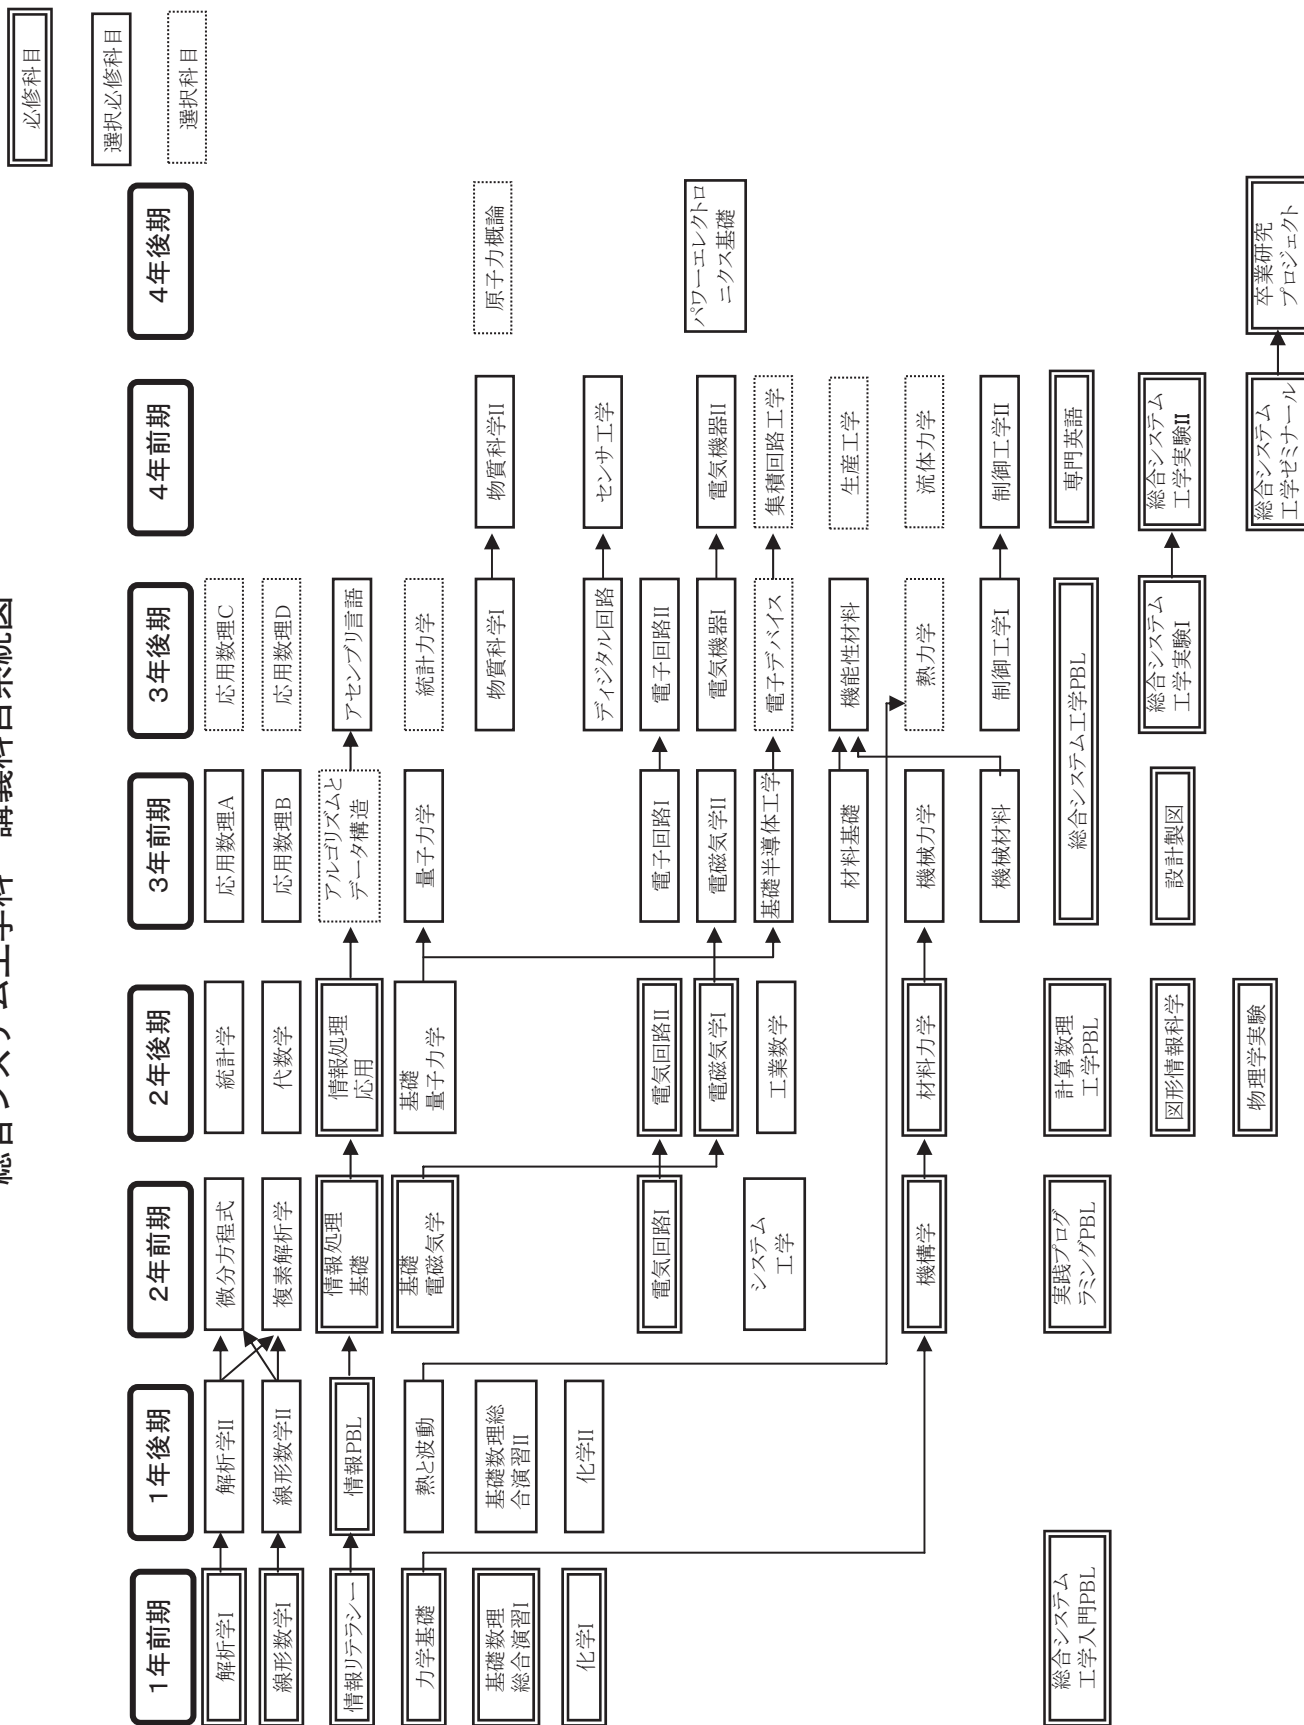 総合システム工学科 講義科目系統図
必修科目
選択必修科目
選択科目
1年前期
1年後期
2年前期
2年後期
3年前期
3年後期
4年前期
4年後期
解析学I
解析学II
微分方程式
統計学
応用数理A
応用数理C
線形数学I
線形数学II
複素解析学
代数学
応用数理B
応用数理D
情報リテラシー
情報PBL
情報処理
基礎
情報処理
応用
アルゴリズムと
データ構造
アセンブリ言語
力学基礎
熱と波動
基礎
電磁気学
基礎
量子力学
量子力学
統計力学
基礎数理
総合演習I
基礎数理総
合演習II
物質科学I
物質科学II
原子力概論
化学I
化学II
ディジタル回路
センサ工学
電気回路I
電気回路II
電子回路I
電子回路II
電磁気学I
電磁気学II
電気機器I
電気機器II
パワーエレクトロ
ニクス基礎
システム
工学
工業数学
基礎半導体工学
電子デバイス
集積回路工学
材料基礎
機能性材料
生産工学
機構学
材料力学
機械力学
熱力学
流体力学
機械材料
制御工学I
制御工学II
総合システム
工学入門PBL
実践プログ
ラミングPBL
計算数理
工学PBL
総合システム工学PBL
専門英語
図形情報科学
設計製図
総合システム
工学実験I
総合システム
工学実験II
物理学実験
総合システム
工学ゼミナール
卒業研究
プロジェクト